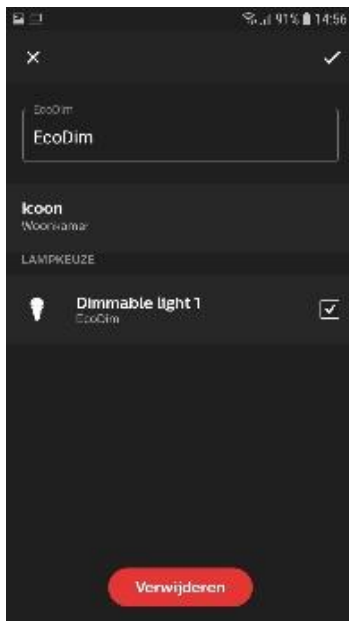 91% 14:56
EcoDim
EcoDim
Icoon
Woonkamer
LAMPKEUZE
Dimmable light 1
EcoDim
Verwijderen